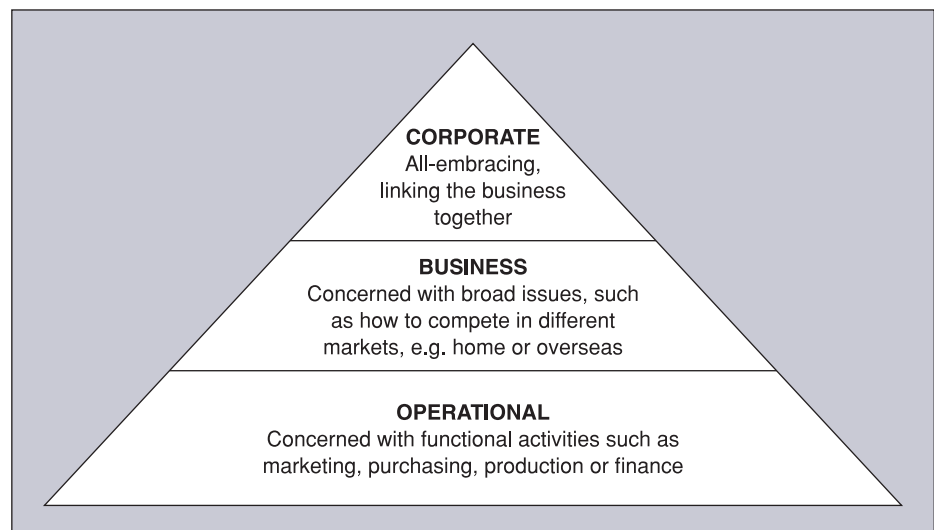 CORPORATE
All-embracing,
linking the business
together
BUSINESS
Concerned with broad issues, such
as how to compete in different
markets, e.g. home or overseas
OPERATIONAL
Concerned with functional activities such as
marketing, purchasing, production or finance